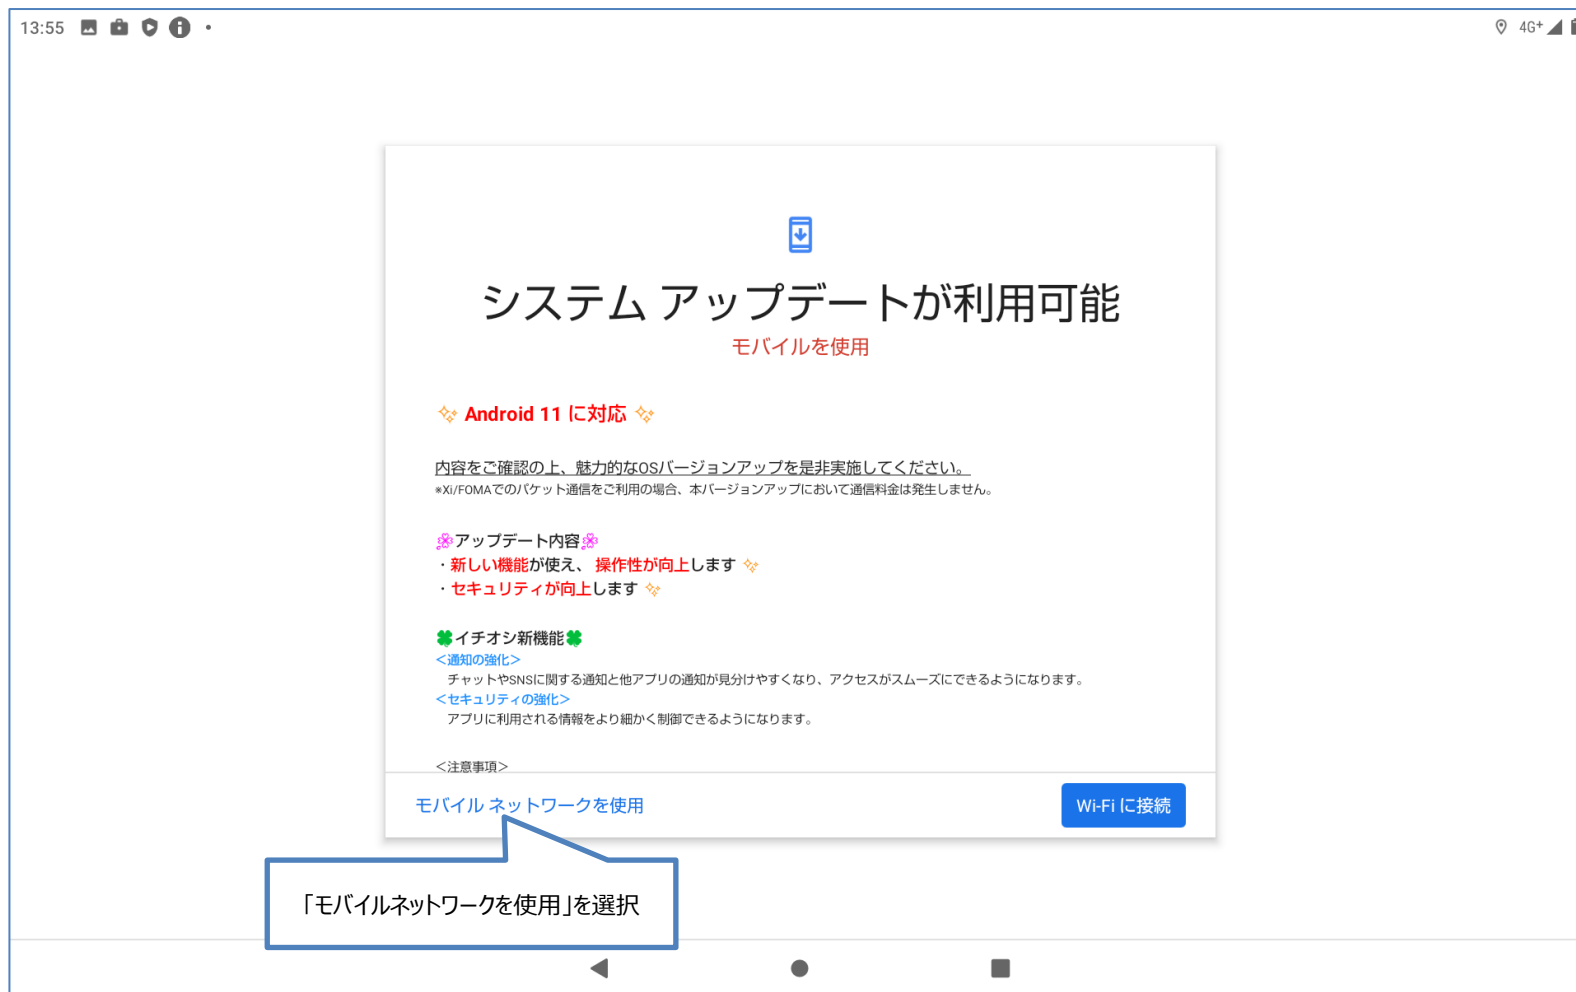 13:55
4G+
システム アップデートが利用可能
モバイルを使用
Android 11 に対応
内容をご確認の上、魅力的なOSバージョンアップを是非実施してください。
※Xi/FOMAでのパケット通信をご利用の場合、本バージョンアップにおいて通信料金は発生しません。
アップデート内容
・新しい機能が使え、操作性が向上します
・セキュリティが向上します
イチオシ新機能
＜通知の強化＞
チャットやSNSに関する通知と他アプリの通知が見分けやすくなり、アクセスがスムーズにできるようになります。
＜セキュリティの強化＞
アプリに利用される情報をより細かく制御できるようになります。
＜注意事項＞
モバイル ネットワークを使用
Wi-Fi に接続
「モバイルネットワークを使用」を選択